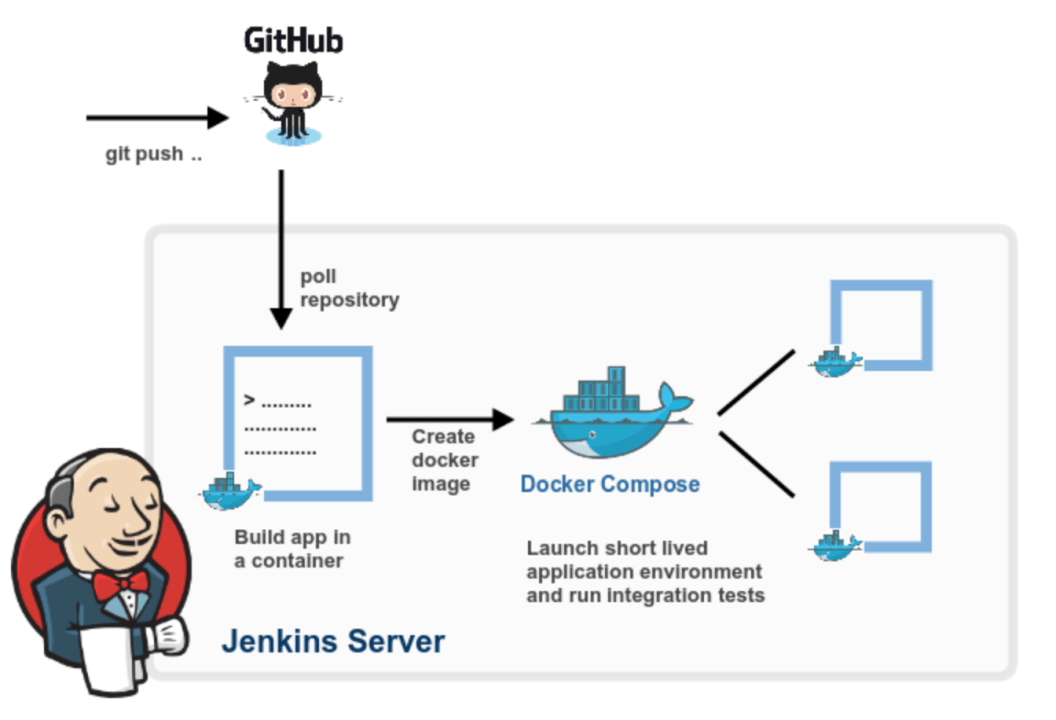 GitHub
git push ..
poll
repository
> .........
.............
.............
Create
docker
image
Docker Compose
Build app in
a container
Launch short lived
application environment
and run integration tests
Jenkins Server